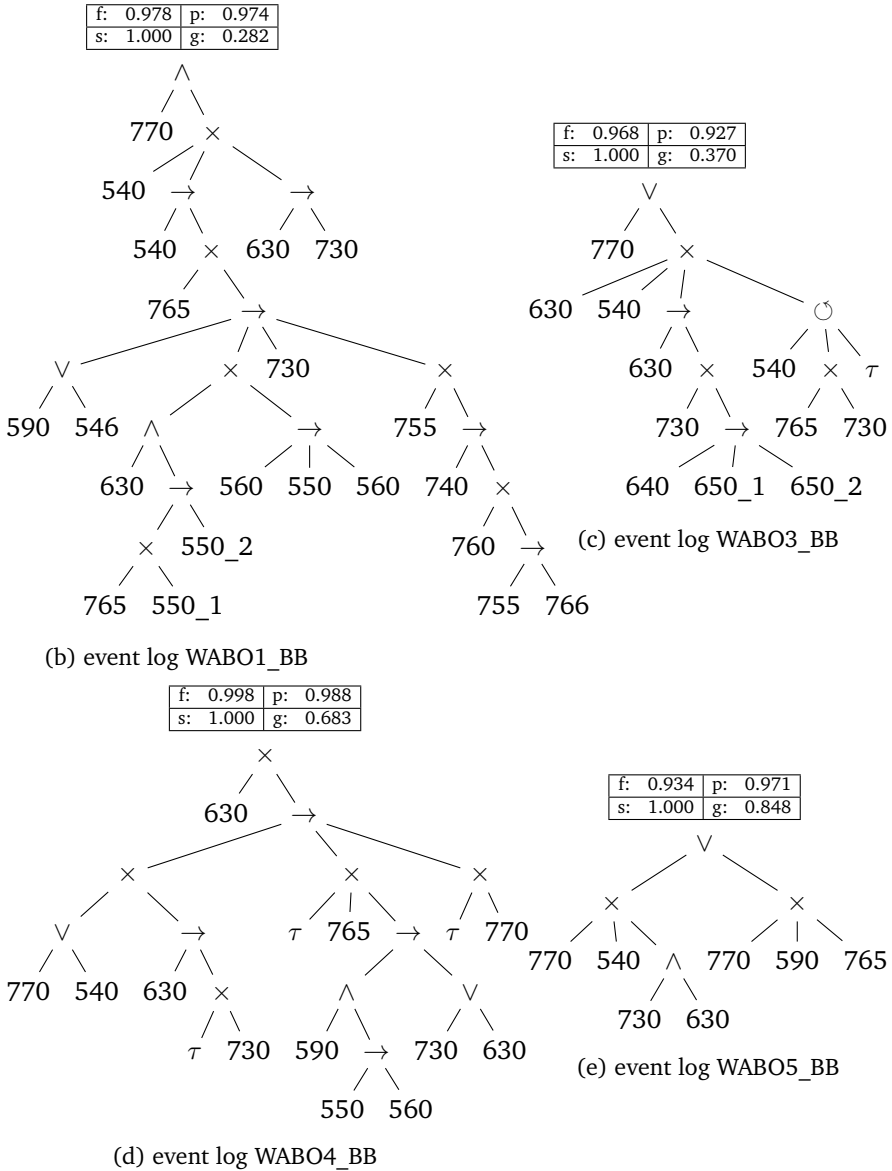 f: 0.978 p: 0.974
s: 1.000 g: 0.282
∧
770 ×
540 → →
540 × 630 730
765 →
∨ × 730 ×
590 546 ∧ → 755 →
630 → 560 550 560 740 ×
× 550_2 760 →
765 550_1 755 766
(b) event log WABO1_BB
f: 0.968 p: 0.927
s: 1.000 g: 0.370
∨
770 ×
630 540 → ↺
630 × 540 × τ
730 → 765 730
640 650_1 650_2
(c) event log WABO3_BB
f: 0.998 p: 0.988
s: 1.000 g: 0.683
×
630 →
× × ×
∨ → τ 765 → τ 770
770 540 630 × ∧ ∨
τ 730 590 → 730 630
550 560
(d) event log WABO4_BB
f: 0.934 p: 0.971
s: 1.000 g: 0.848
∨
× ×
770 540 ∧ 770 590 765
730 630
(e) event log WABO5_BB